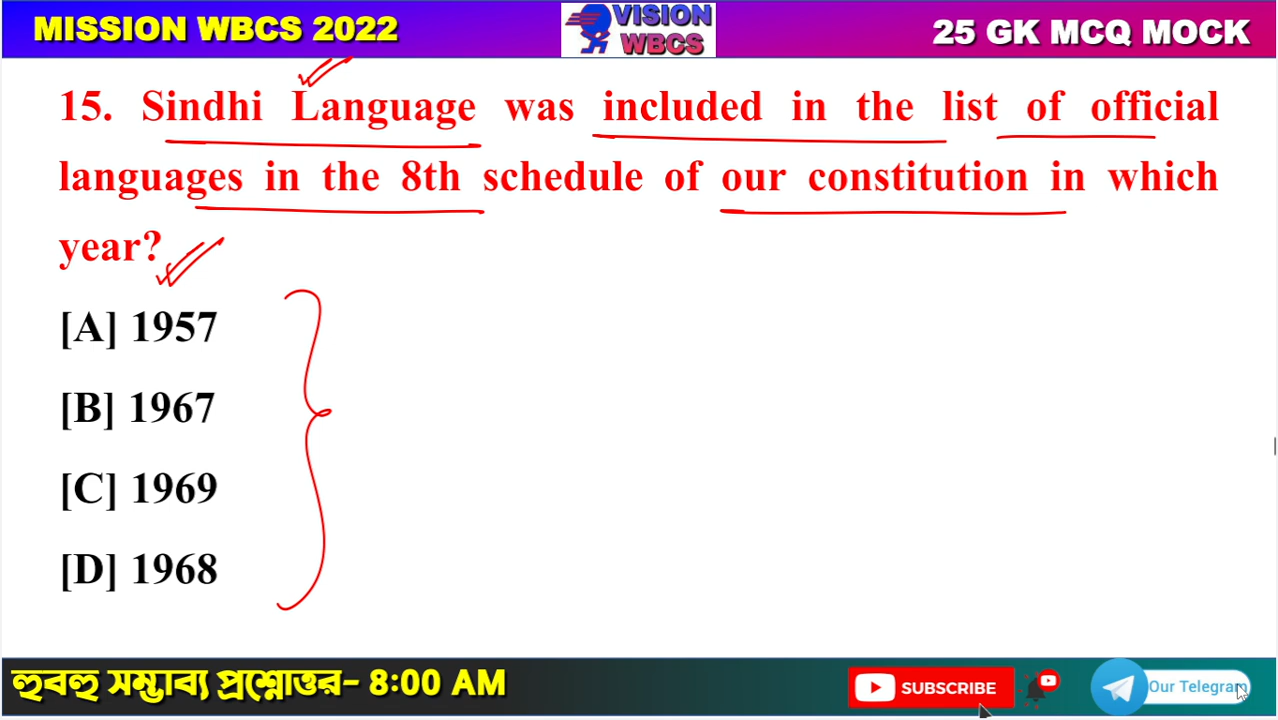 MISSION WBCS 2022
VISION
WBCS
25 GK MCQ MOCK
15. Sindhi Language was included in the list of official
languages in the 8th schedule of our constitution in which
year?
[A] 1957
[B] 1967
[C] 1969
[D] 1968
হুবহু সম্ভাব্য প্রশ্নোত্তর- 8:00 AM
SUBSCRIBE
Our Telegram